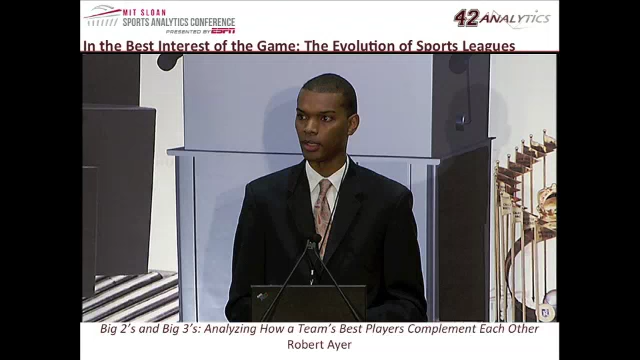 MIT SLOAN
SPORTS ANALYTICS CONFERENCE
PRESENTED BY ESPN
42 ANALYTICS
In the Best Interest of the Game: The Evolution of Sports Leagues
Big 2's and Big 3's: Analyzing How a Team's Best Players Complement Each Other
Robert Ayer